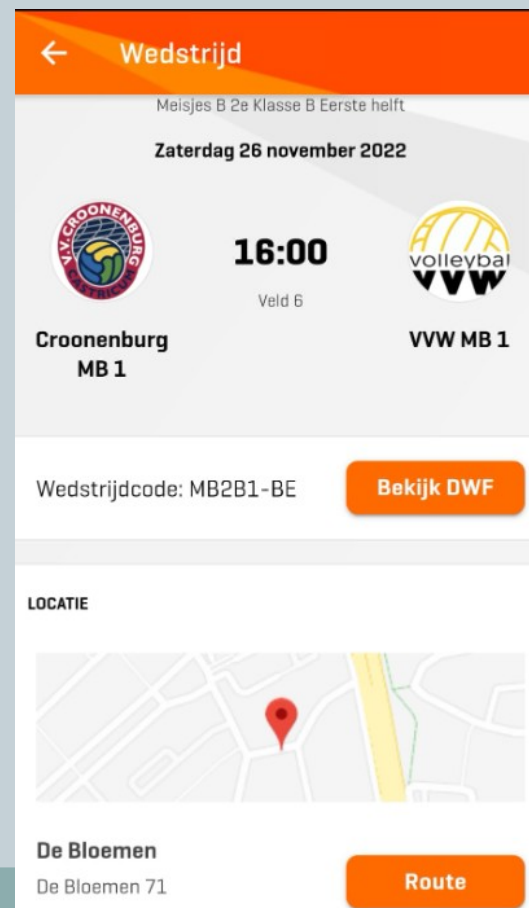 Wedstrijd
Meisjes B 2e Klasse B Eerste helft
Zaterdag 26 november 2022
V.V. CROONENBURG
CASTRICUM
16:00
Veld 6
volleybal
VVW
Croonenburg
MB 1
VVW MB 1
Wedstrijdcode: MB2B1-BE
Bekijk DWF
LOCATIE
De Bloemen
De Bloemen 71
Route